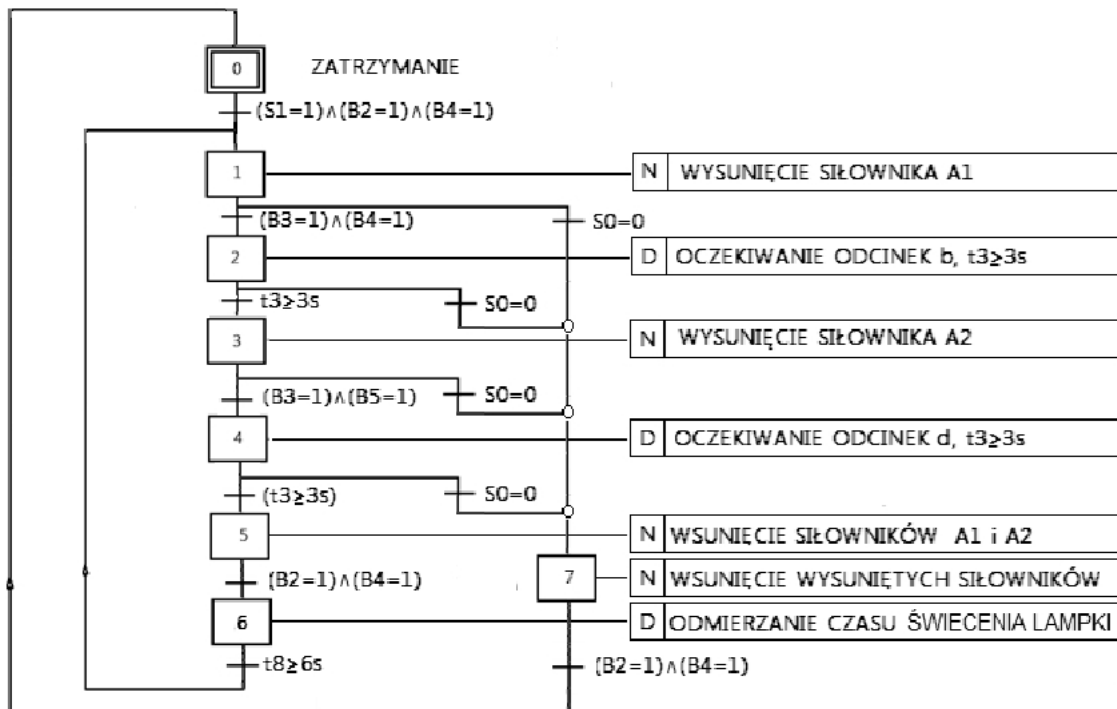 0 ZATRZYMANIE
(S1=1)∧(B2=1)∧(B4=1)
1 N WYSUNIĘCIE SIŁOWNIKA A1
(B3=1)∧(B4=1) S0=0
2 D OCZEKIWANIE ODCINEK b, t3≥3s
t3≥3s S0=0
3 N WYSUNIĘCIE SIŁOWNIKA A2
(B3=1)∧(B5=1) S0=0
4 D OCZEKIWANIE ODCINEK d, t3≥3s
(t3≥3s) S0=0
5 N WSUNIĘCIE SIŁOWNIKÓW A1 i A2
(B2=1)∧(B4=1) 7 N WSUNIĘCIE WYSUNIĘTYCH SIŁOWNIKÓW
6 D ODMIERZANIE CZASU ŚWIECENIA LAMPKI
t8≥6s (B2=1)∧(B4=1)